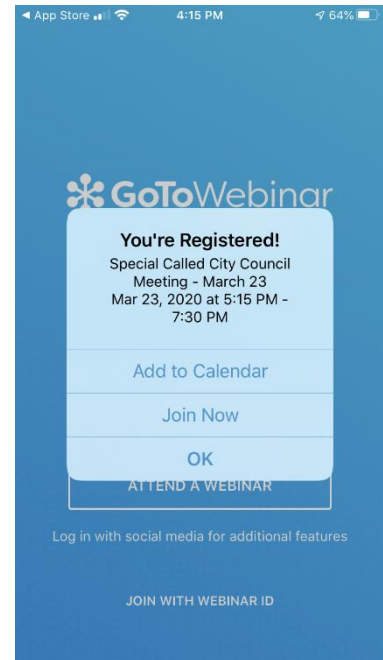 ◀ App Store 4:15 PM 64%
GoToWebinar
You're Registered!
Special Called City Council
Meeting - March 23
Mar 23, 2020 at 5:15 PM -
7:30 PM
Add to Calendar
Join Now
OK
ATTEND A WEBINAR
Log in with social media for additional features
JOIN WITH WEBINAR ID